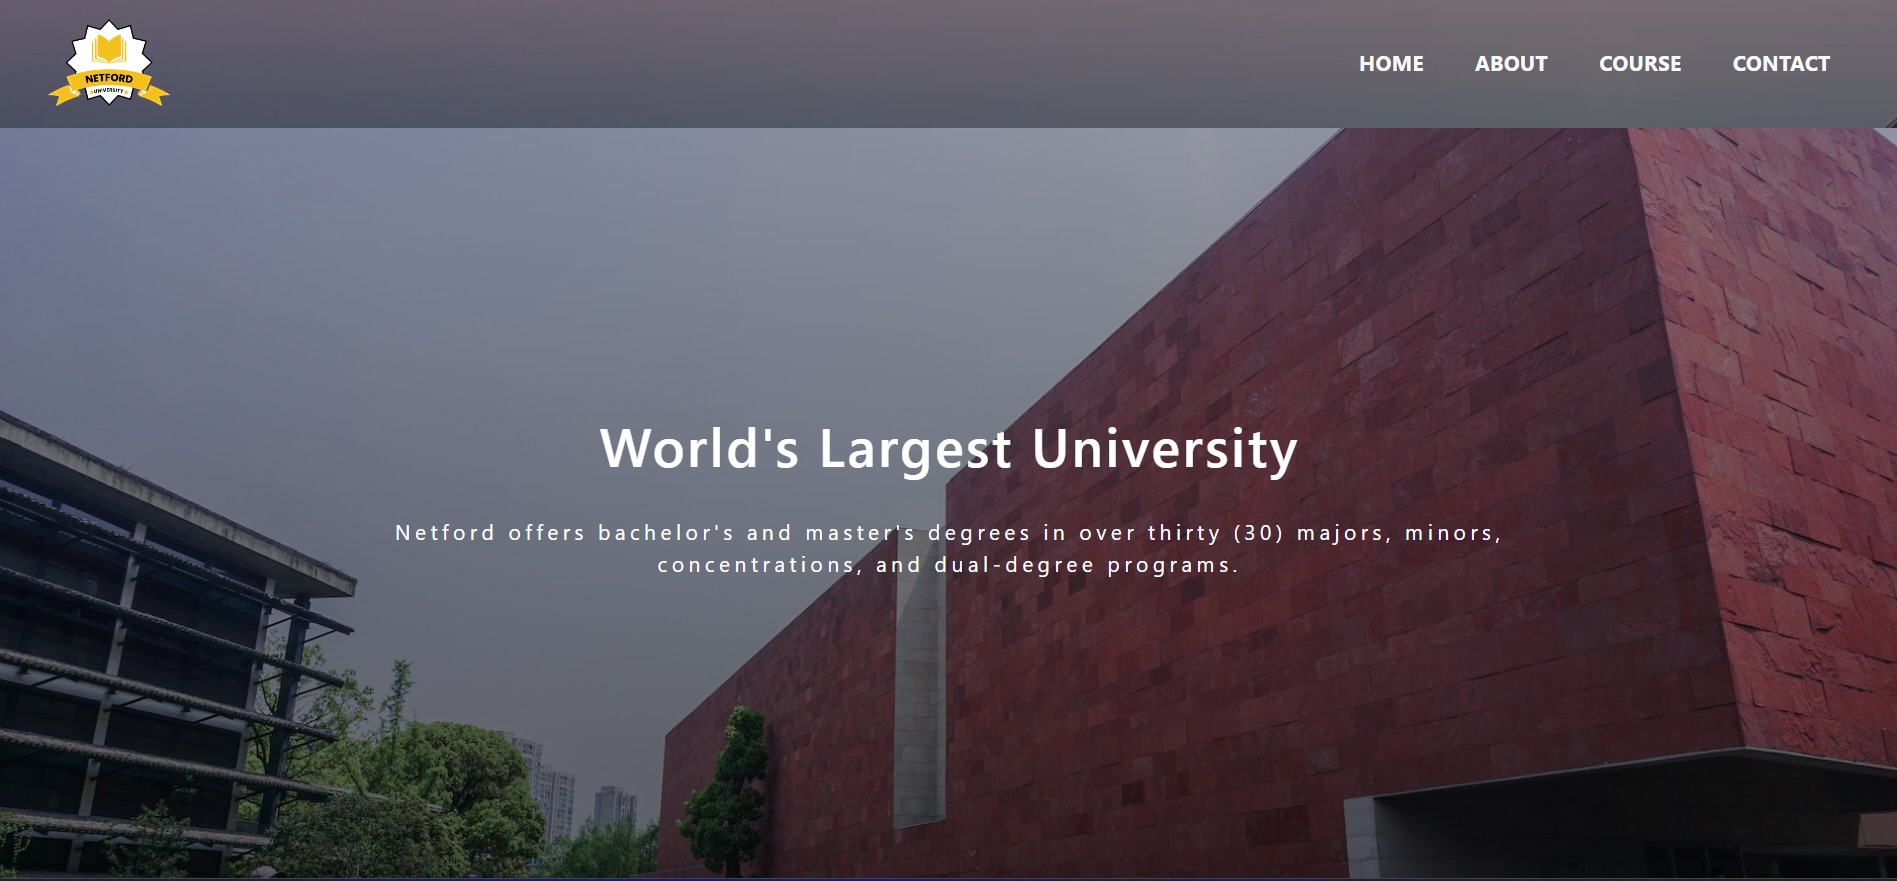 NETFORD
UNIVERSITY
HOME ABOUT COURSE CONTACT
World's Largest University
Netford offers bachelor's and master's degrees in over thirty (30) majors, minors,
concentrations, and dual-degree programs.